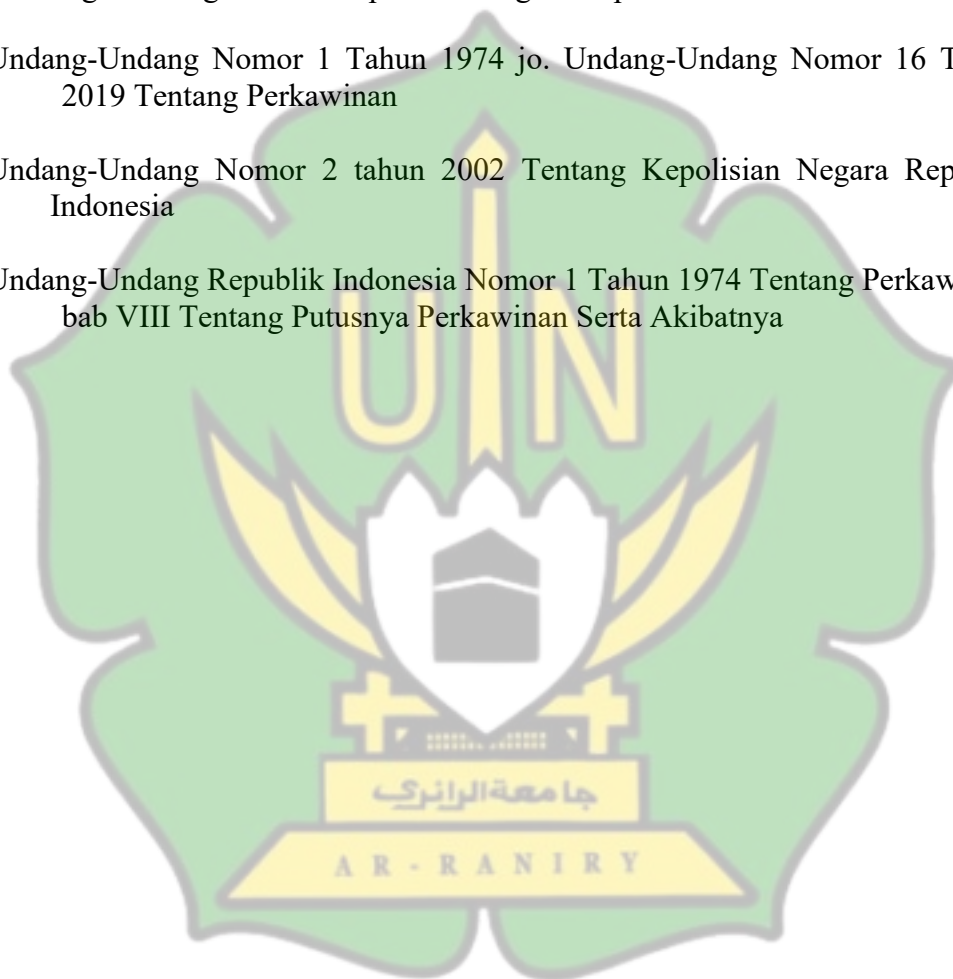 Undang-Undang Nomor 1 Tahun 1974 jo. Undang-Undang Nomor 16 T
2019 Tentang Perkawinan
Undang-Undang Nomor 2 tahun 2002 Tentang Kepolisian Negara Rep
Indonesia
Undang-Undang Republik Indonesia Nomor 1 Tahun 1974 Tentang Perkaw
bab VIII Tentang Putusnya Perkawinan Serta Akibatnya
UIN
جامعة الرانري
AR-RANIRY